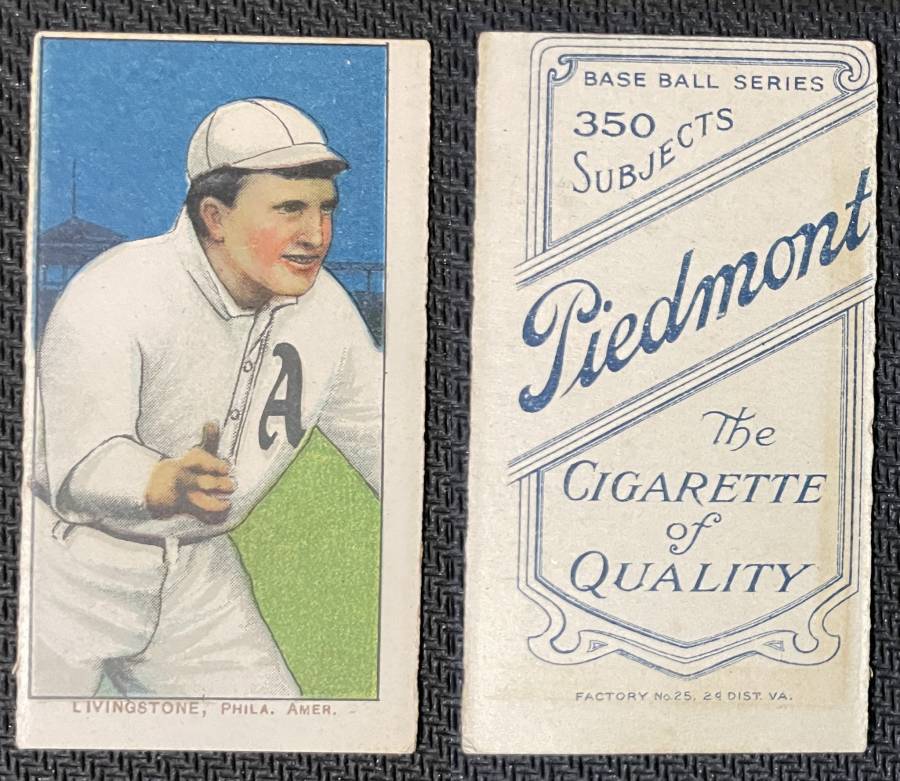 A
LIVINGSTONE, PHILA. AMER.
BASE BALL SERIES
350
SUBJECTS
Piedmont
The
CIGARETTE
of
QUALITY
FACTORY No. 25, 2d DIST. VA.